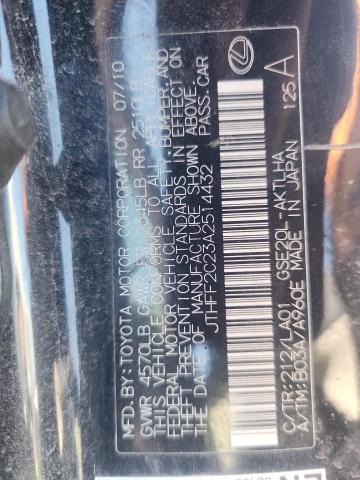 MFD. BY: TOYOTA MOTOR CORPORATION 07/10
GVWR 4570LB GAWR FR 2345LB RR 2510LB
THIS VEHICLE CONFORMS TO ALL APPLICABLE
FEDERAL MOTOR VEHICLE SAFETY, BUMPER, AND
THEFT PREVENTION STANDARDS IN EFFECT ON
THE DATE OF MANUFACTURE SHOWN ABOVE.
JTHFF2C23A2514432 PASS. CAR
C/TR: 212/LA01 GSE20L-AKTLHA 125 A
A/TM: B03A/A960E MADE IN JAPAN